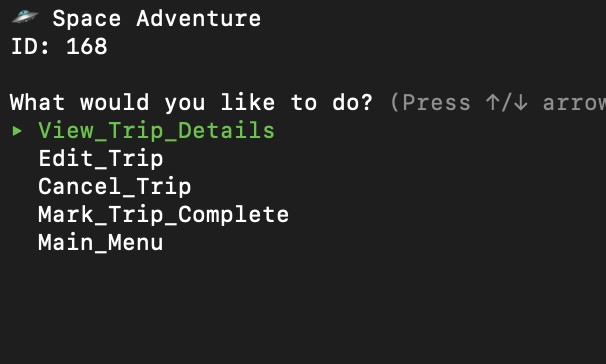 🛸 Space Adventure
ID: 168
What would you like to do? (Press ↑/↓ arrow
▸ View_Trip_Details
Edit_Trip
Cancel_Trip
Mark_Trip_Complete
Main_Menu